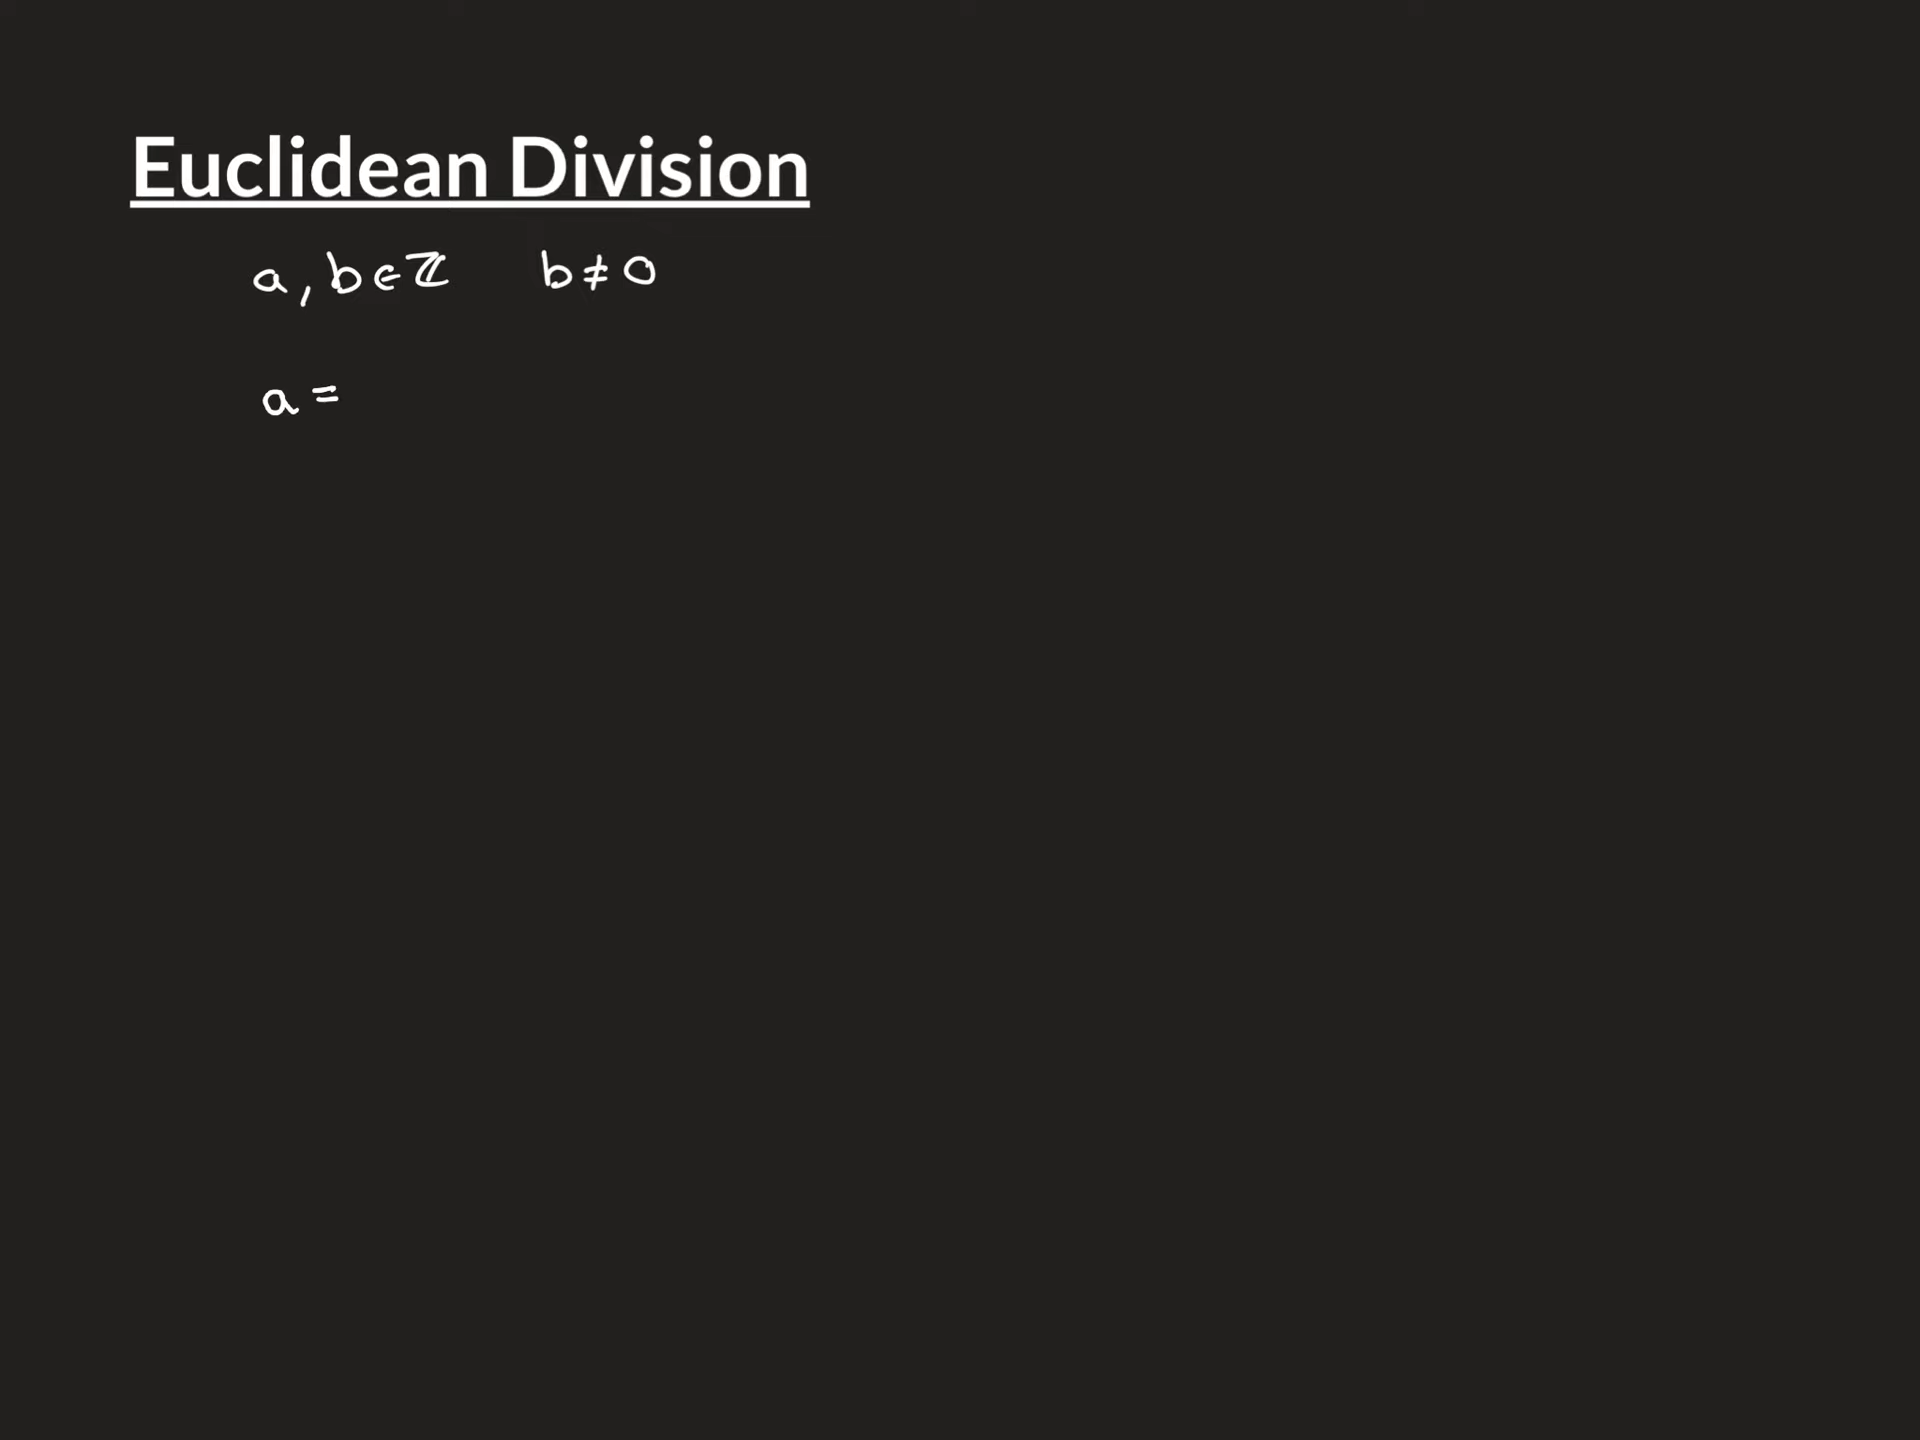 Euclidean Division
a, b ∈ ℤ b ≠ 0
a =